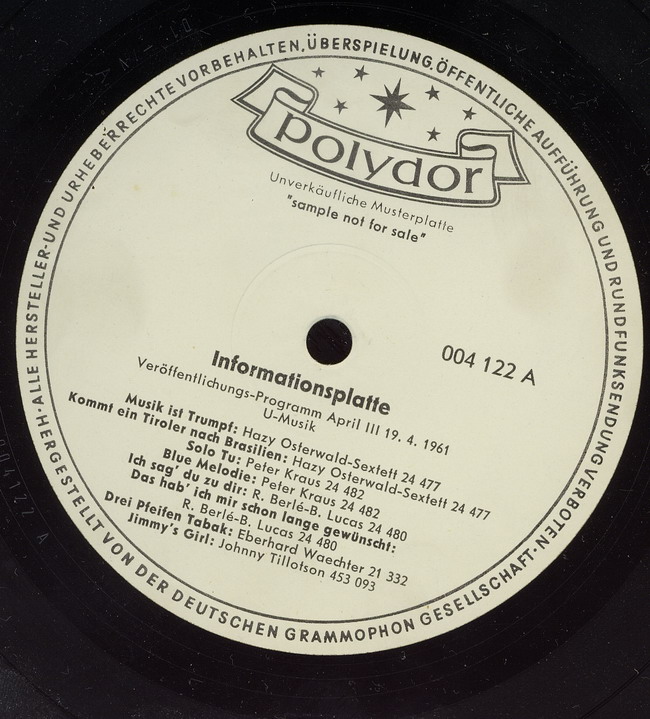 HERGESTELLT VON DER DEUTSCHEN GRAMMOPHON GESELLSCHAFT · ALLE HERSTELLER- UND URHEBERRECHTE VORBEHALTEN, ÜBERSPIELUNG. ÖFFENTLICHE AUFFÜHRUNG UND RUNDFUNKSENDUNG VERBOTEN ·
polydor
Unverkäufliche Musterplatte
"sample not for sale"
004 122 A
Informationsplatte
Veröffentlichungs-Programm April III 19. 4. 1961
U-Musik
Musik ist Trumpf: Hazy Osterwald-Sextett 24 477
Kommt ein Tiroler nach Brasilien: Hazy Osterwald-Sextett 24 477
Solo Tu: Peter Kraus 24 482
Blue Melodie: Peter Kraus 24 482
Ich sag' du zu dir: R. Berlé-B. Lucas 24 480
Das hab' ich mir schon lange gewünscht:
R. Berlé-B. Lucas 24 480
Drei Pfeifen Tabak: Eberhard Waechter 21 332
Jimmy's Girl: Johnny Tillotson 453 093
004122 A